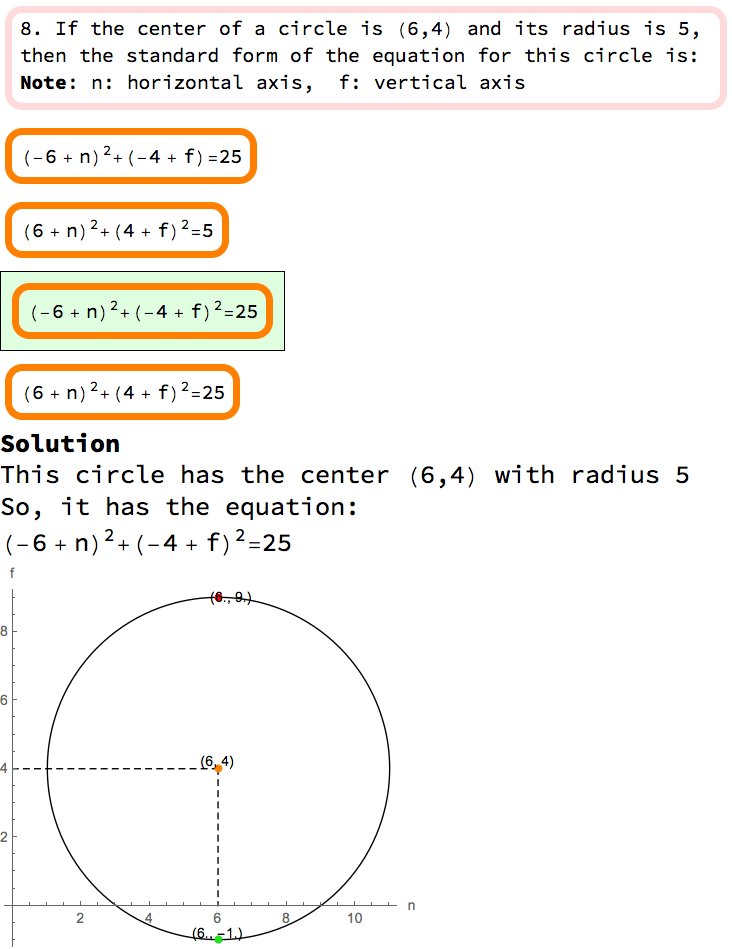 8. If the center of a circle is (6,4) and its radius is 5,
then the standard form of the equation for this circle is:
Note: n: horizontal axis, f: vertical axis
(-6 + n)²+(-4 + f)=25
(6 + n)²+(4 + f)²=5
(-6 + n)²+(-4 + f)²=25
(6 + n)²+(4 + f)²=25
Solution
This circle has the center (6,4) with radius 5
So, it has the equation:
(-6 + n)²+(-4 + f)²=25
f
(6., 9.)
8
6
(6, 4)
4
2
n
2 4 6 8 10
(6., -1.)